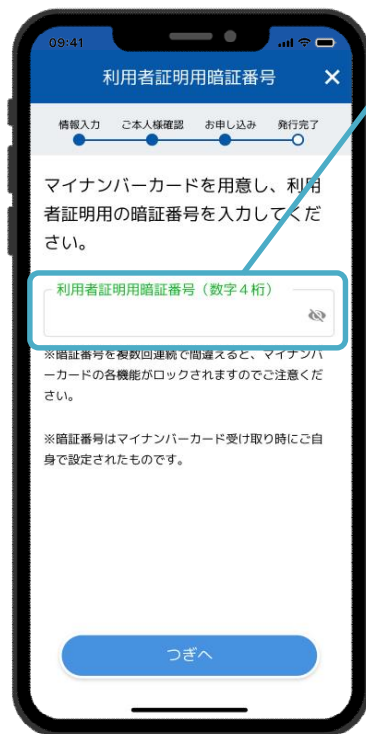 09:41
利用者証明用暗証番号 ×
情報入力 ご本人様確認 お申し込み 発行完了
マイナンバーカードを用意し、利用
者証明用の暗証番号を入力してくだ
さい。
利用者証明用暗証番号（数字４桁）
※暗証番号を複数回連続で間違えると、マイナンバ
ーカードの各機能がロックされますのでご注意くだ
さい。
※暗証番号はマイナンバーカード受け取り時にご自
身で設定されたものです。
つぎへ